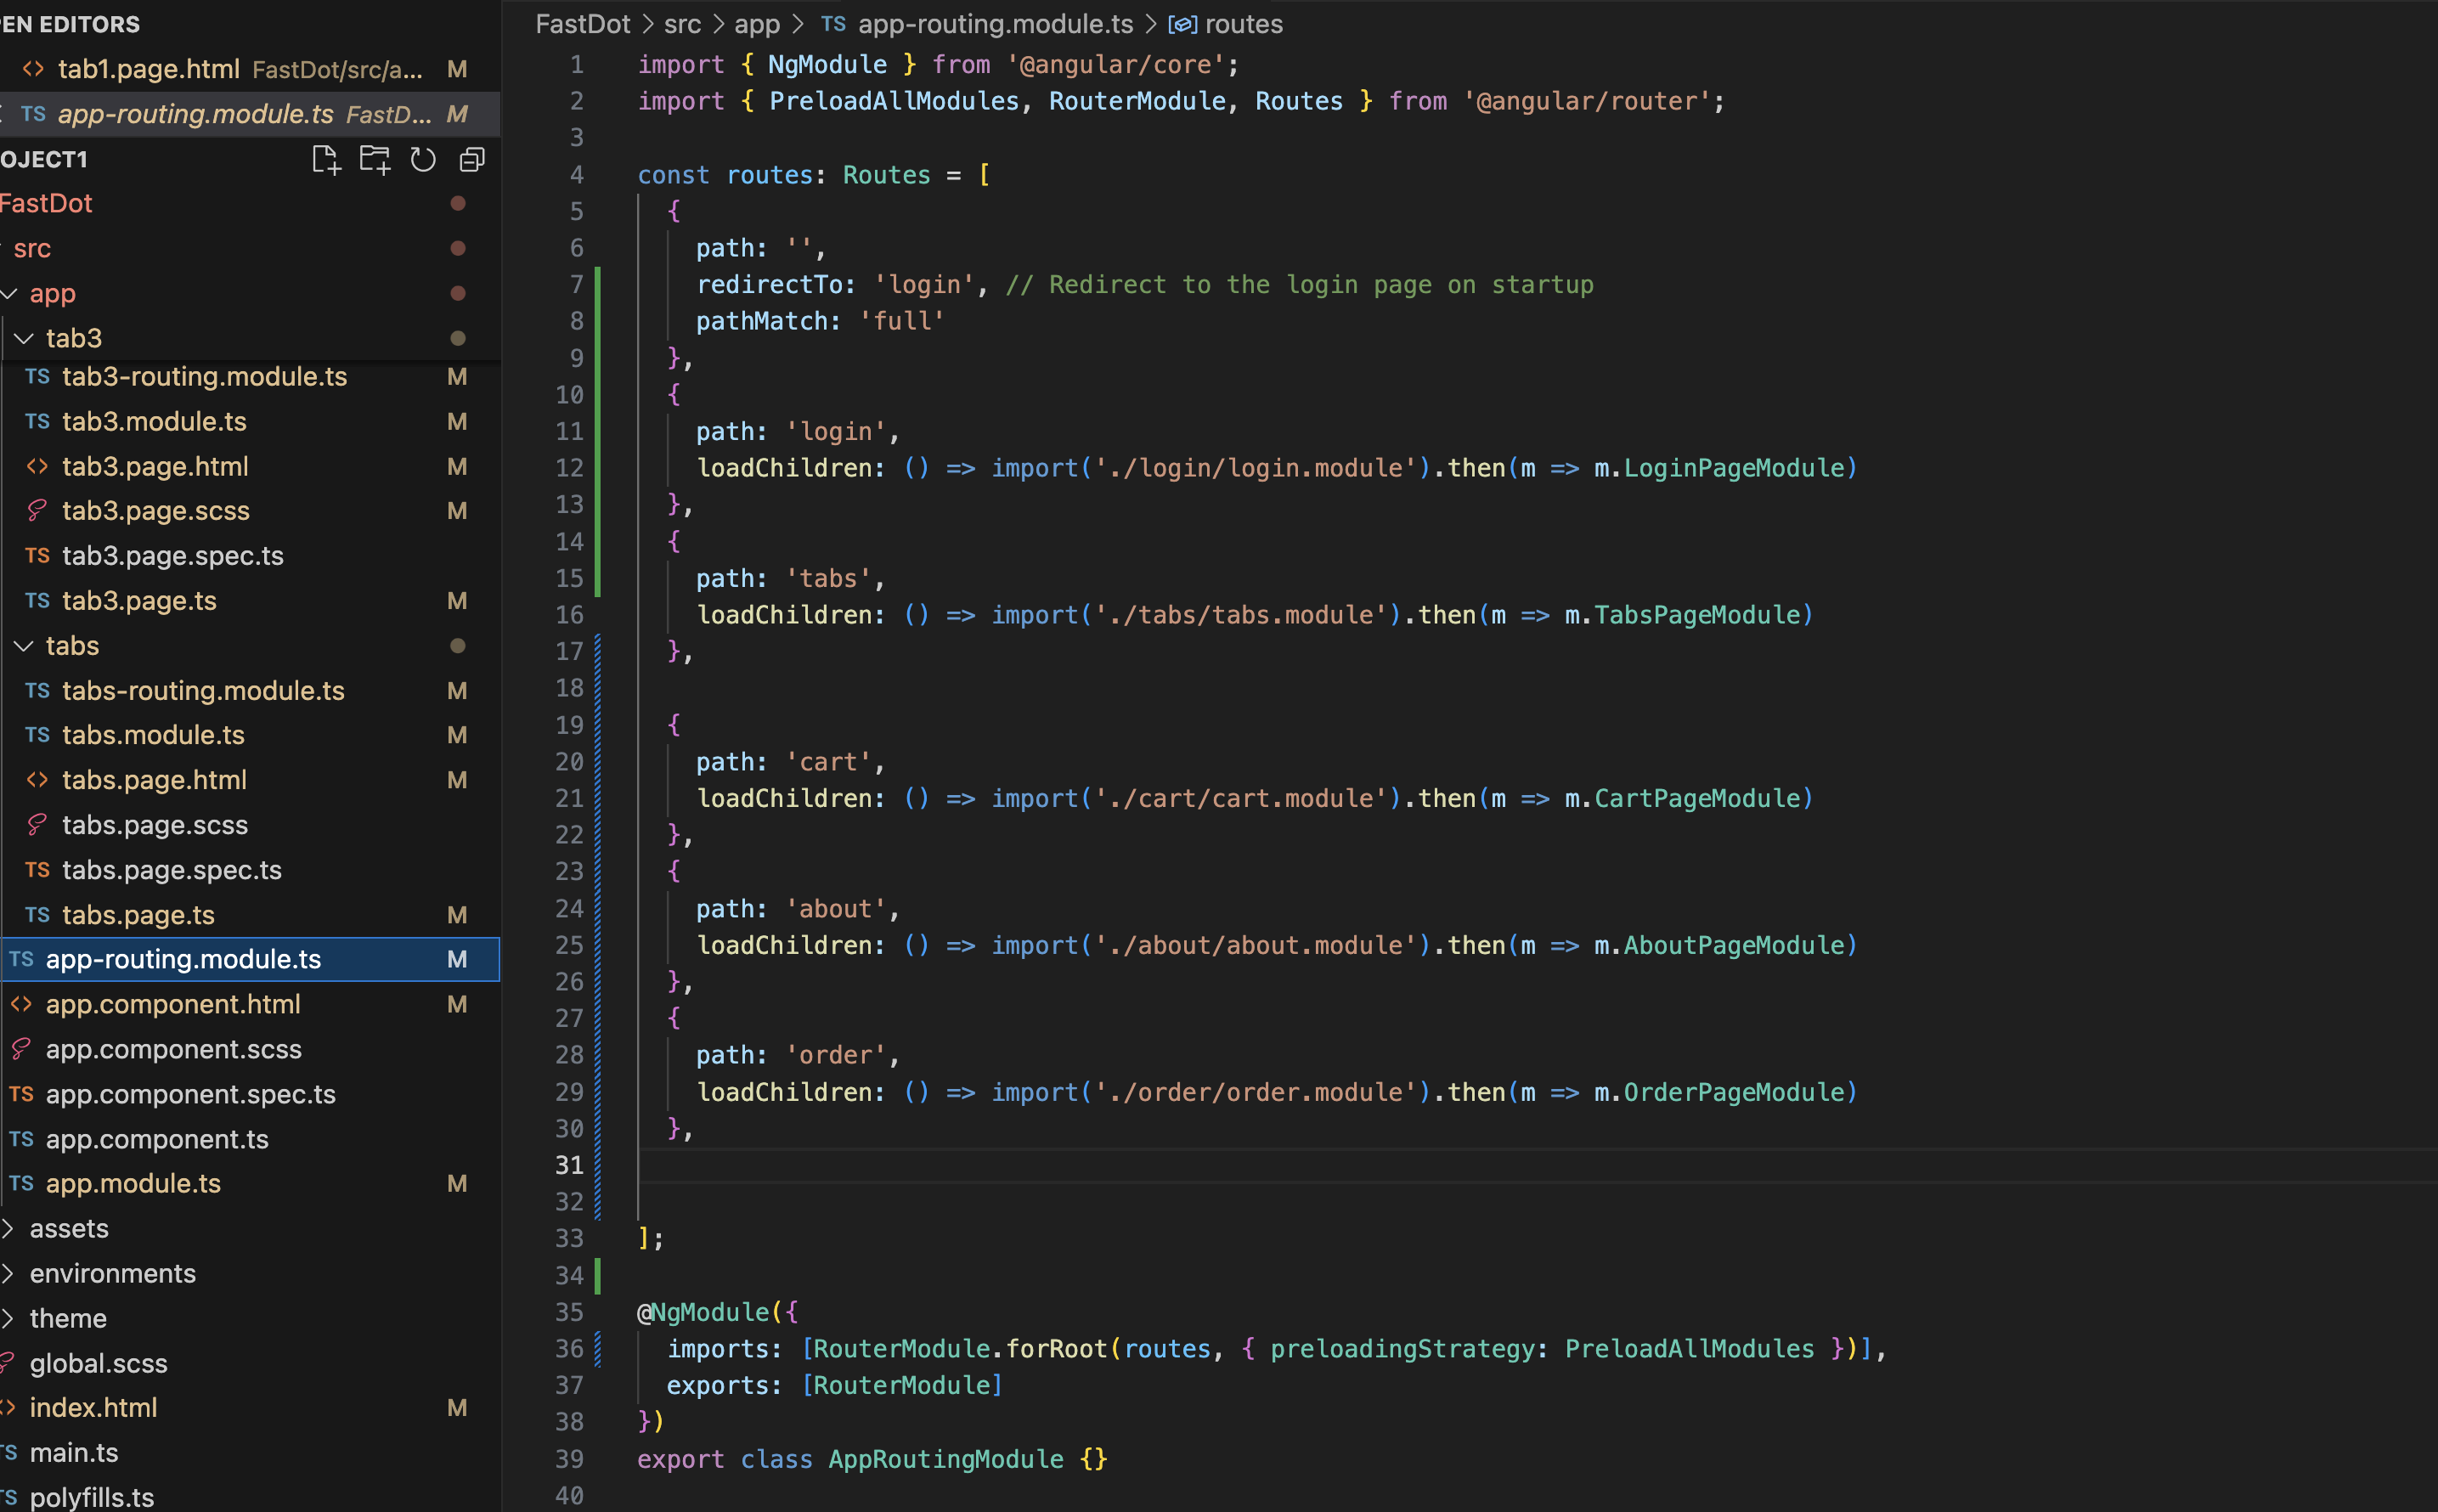 EN EDITORS
tab1.page.html FastDot/src/a... M
TS app-routing.module.ts FastD... M
OJECT1
FastDot
src
app
tab3
TS tab3-routing.module.ts M
TS tab3.module.ts M
tab3.page.html M
tab3.page.scss M
TS tab3.page.spec.ts
TS tab3.page.ts M
tabs
TS tabs-routing.module.ts M
TS tabs.module.ts M
tabs.page.html M
tabs.page.scss
TS tabs.page.spec.ts
TS tabs.page.ts M
TS app-routing.module.ts M
app.component.html M
app.component.scss
TS app.component.spec.ts
TS app.component.ts
TS app.module.ts M
assets
environments
theme
global.scss
index.html M
TS main.ts
TS polyfills.ts
FastDot > src > app > TS app-routing.module.ts > routes
1 import { NgModule } from '@angular/core';
2 import { PreloadAllModules, RouterModule, Routes } from '@angular/router';
3
4 const routes: Routes = [
5 {
6 path: '',
7 redirectTo: 'login', // Redirect to the login page on startup
8 pathMatch: 'full'
9 },
10 {
11 path: 'login',
12 loadChildren: () => import('./login/login.module').then(m => m.LoginPageModule)
13 },
14 {
15 path: 'tabs',
16 loadChildren: () => import('./tabs/tabs.module').then(m => m.TabsPageModule)
17 },
18
19 {
20 path: 'cart',
21 loadChildren: () => import('./cart/cart.module').then(m => m.CartPageModule)
22 },
23 {
24 path: 'about',
25 loadChildren: () => import('./about/about.module').then(m => m.AboutPageModule)
26 },
27 {
28 path: 'order',
29 loadChildren: () => import('./order/order.module').then(m => m.OrderPageModule)
30 },
31
32
33 ];
34
35 @NgModule({
36 imports: [RouterModule.forRoot(routes, { preloadingStrategy: PreloadAllModules })],
37 exports: [RouterModule]
38 })
39 export class AppRoutingModule {}
40